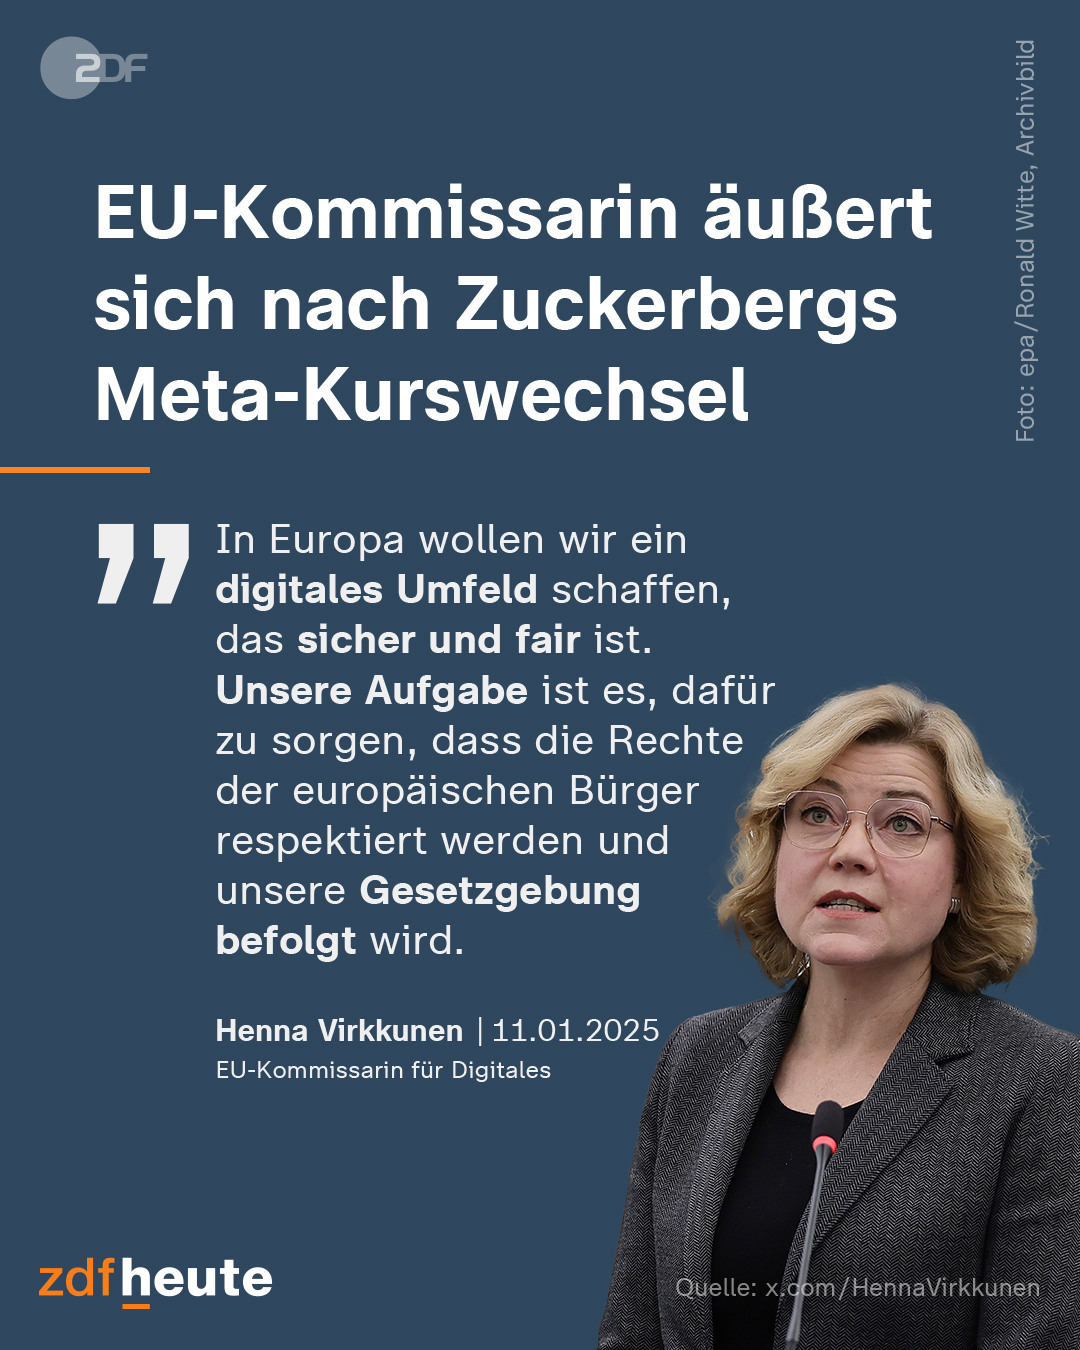 ZDF
Foto: epa/Ronald Witte, Archivbild
EU-Kommissarin äußert
sich nach Zuckerbergs
Meta-Kurswechsel
” In Europa wollen wir ein
digitales Umfeld schaffen,
das sicher und fair ist.
Unsere Aufgabe ist es, dafür
zu sorgen, dass die Rechte
der europäischen Bürger
respektiert werden und
unsere Gesetzgebung
befolgt wird.
Henna Virkkunen | 11.01.2025
EU-Kommissarin für Digitales
zdfheute
Quelle: x.com/HennaVirkkunen